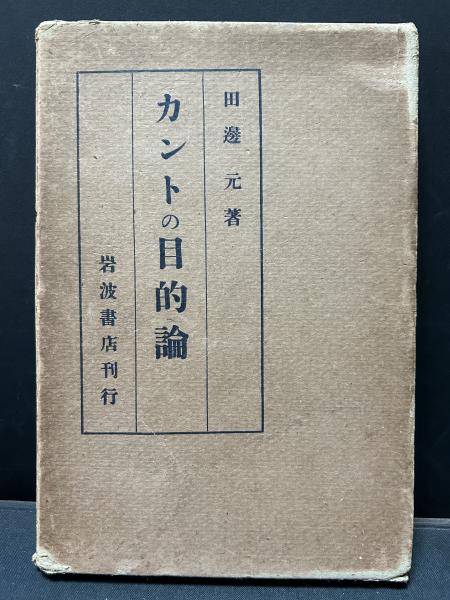 田邊元著
カントの目的論
岩波書店刊行